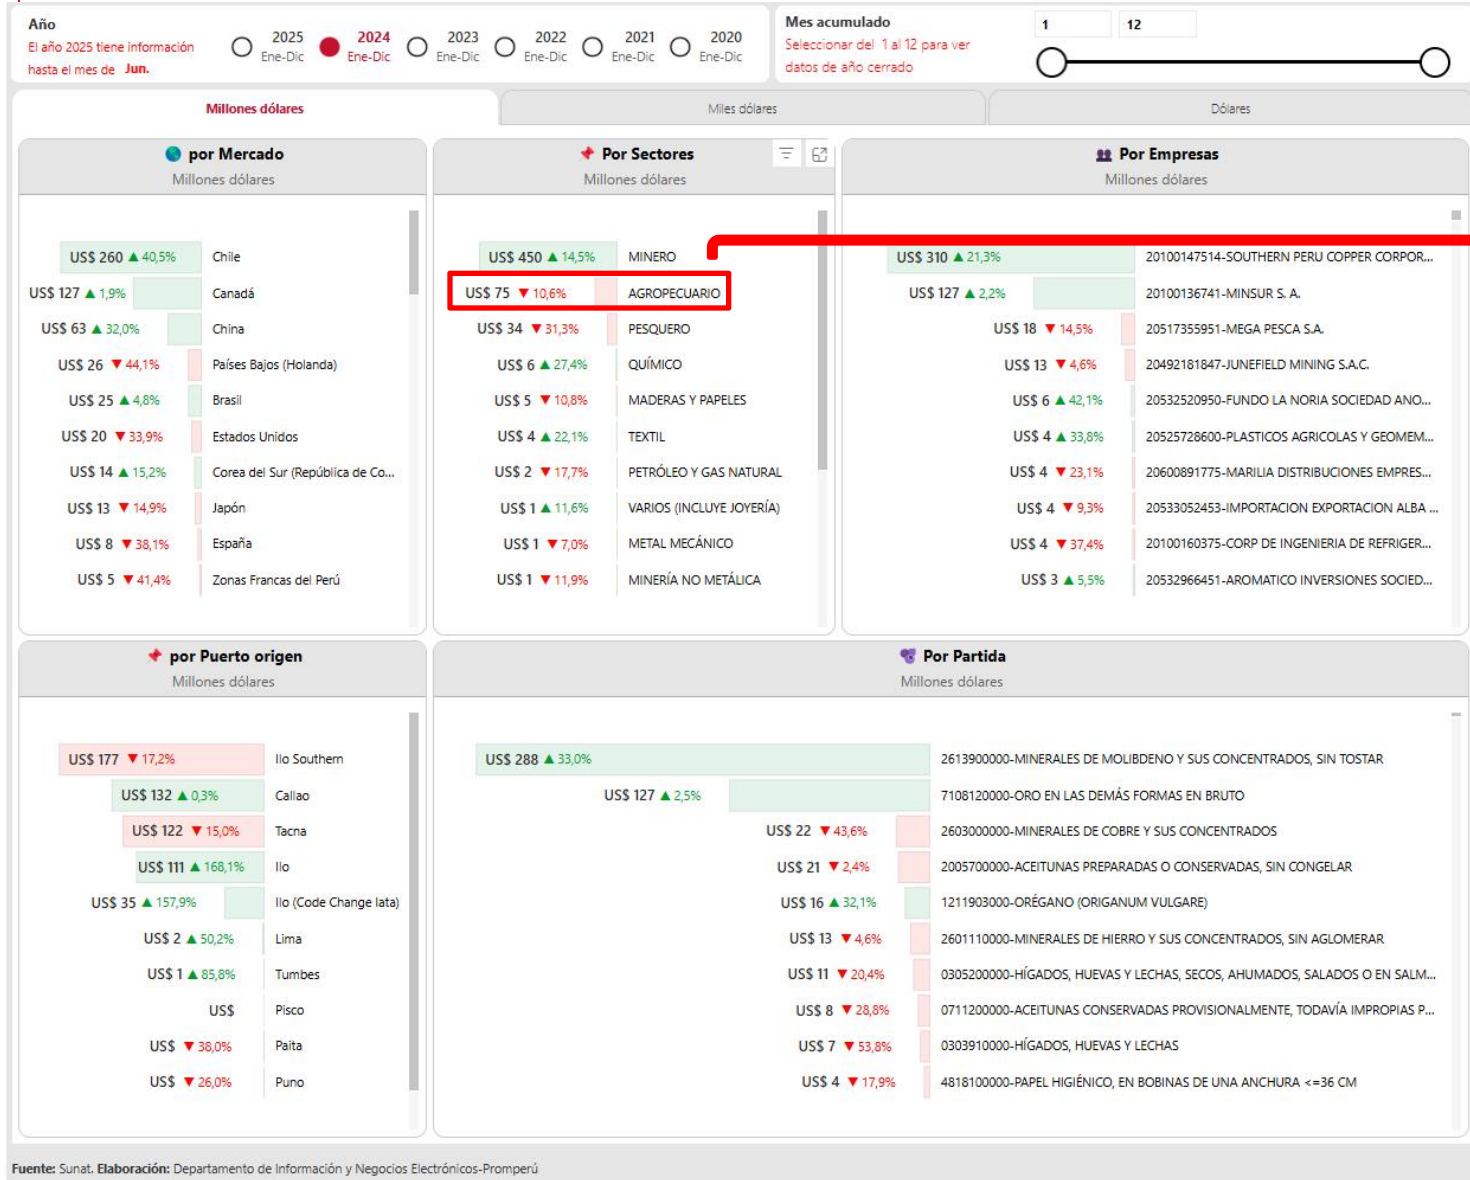 Año
El año 2025 tiene información
hasta el mes de Jun.
2025
Ene-Dic
2024
Ene-Dic
2023
Ene-Dic
2022
Ene-Dic
2021
Ene-Dic
2020
Ene-Dic
Mes acumulado
Seleccionar del 1 al 12 para ver
datos de año cerrado
1
12
Millones dólares
Miles dólares
Dólares
por Mercado
Millones dólares
US$ 260 ▲ 40,5% Chile
US$ 127 ▲ 1,9% Canadá
US$ 63 ▲ 32,0% China
US$ 26 ▼ 44,1% Países Bajos (Holanda)
US$ 25 ▲ 4,8% Brasil
US$ 20 ▼ 33,9% Estados Unidos
US$ 14 ▲ 15,2% Corea del Sur (República de Co...
US$ 13 ▼ 14,9% Japón
US$ 8 ▼ 38,1% España
US$ 5 ▼ 41,4% Zonas Francas del Perú
Por Sectores
Millones dólares
US$ 450 ▲ 14,5% MINERO
US$ 75 ▼ 10,6% AGROPECUARIO
US$ 34 ▼ 31,3% PESQUERO
US$ 6 ▲ 27,4% QUÍMICO
US$ 5 ▼ 10,8% MADERAS Y PAPELES
US$ 4 ▲ 22,1% TEXTIL
US$ 2 ▼ 17,7% PETRÓLEO Y GAS NATURAL
US$ 1 ▲ 11,6% VARIOS (INCLUYE JOYERÍA)
US$ 1 ▼ 7,0% METAL MECÁNICO
US$ 1 ▼ 11,9% MINERÍA NO METÁLICA
Por Empresas
Millones dólares
US$ 310 ▲ 21,3% 20100147514-SOUTHERN PERU COPPER CORPOR...
US$ 127 ▲ 2,2% 20100136741-MINSUR S. A.
US$ 18 ▼ 14,5% 20517355951-MEGA PESCA S.A.
US$ 13 ▼ 4,6% 20492181847-JUNEFIELD MINING S.A.C.
US$ 6 ▲ 42,1% 20532520950-FUNDO LA NORIA SOCIEDAD ANO...
US$ 4 ▲ 33,8% 20525728600-PLASTICOS AGRICOLAS Y GEOMEM...
US$ 4 ▼ 23,1% 20600891775-MARILIA DISTRIBUCIONES EMPRES...
US$ 4 ▼ 9,3% 20533052453-IMPORTACION EXPORTACION ALBA ...
US$ 4 ▼ 37,4% 20100160375-CORP DE INGENIERIA DE REFRIGER...
US$ 3 ▲ 5,5% 20532966451-AROMATICO INVERSIONES SOCIED...
por Puerto origen
Millones dólares
US$ 177 ▼ 17,2% Ilo Southern
US$ 132 ▲ 0,3% Callao
US$ 122 ▼ 15,0% Tacna
US$ 111 ▲ 168,1% Ilo
US$ 35 ▲ 157,9% Ilo (Code Change Iata)
US$ 2 ▲ 50,2% Lima
US$ 1 ▲ 85,8% Tumbes
US$ Pisco
US$ ▼ 38,0% Paita
US$ ▼ 26,0% Puno
Por Partida
Millones dólares
US$ 288 ▲ 33,0% 2613900000-MINERALES DE MOLIBDENO Y SUS CONCENTRADOS, SIN TOSTAR
US$ 127 ▲ 2,5% 7108120000-ORO EN LAS DEMÁS FORMAS EN BRUTO
US$ 22 ▼ 43,6% 2603000000-MINERALES DE COBRE Y SUS CONCENTRADOS
US$ 21 ▼ 2,4% 2005700000-ACEITUNAS PREPARADAS O CONSERVADAS, SIN CONGELAR
US$ 16 ▲ 32,1% 1211903000-ORÉGANO (ORIGANUM VULGARE)
US$ 13 ▼ 4,6% 2601110000-MINERALES DE HIERRO Y SUS CONCENTRADOS, SIN AGLOMERAR
US$ 11 ▼ 20,4% 0305200000-HÍGADOS, HUEVAS Y LECHAS, SECOS, AHUMADOS, SALADOS O EN SALM...
US$ 8 ▼ 28,8% 0711200000-ACEITUNAS CONSERVADAS PROVISIONALMENTE, TODAVÍA IMPROPIAS P...
US$ 7 ▼ 53,8% 0303910000-HÍGADOS, HUEVAS Y LECHAS
US$ 4 ▼ 17,9% 4818100000-PAPEL HIGIÉNICO, EN BOBINAS DE UNA ANCHURA <=36 CM
Fuente: Sunat. Elaboración: Departamento de Información y Negocios Electrónicos-Promperú